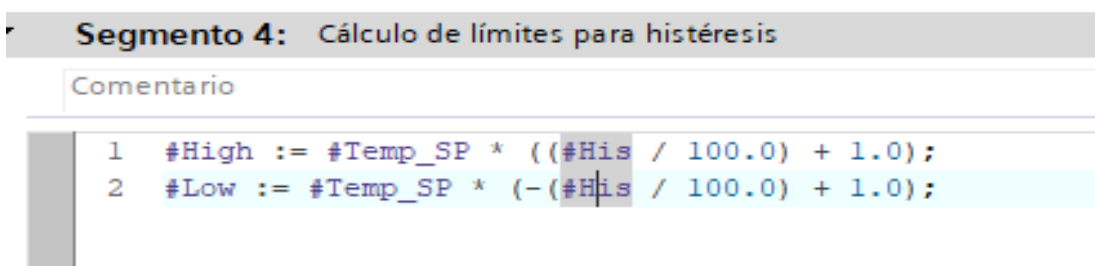 Segmento 4: Cálculo de límites para histéresis
Comentario
1 #High := #Temp_SP * ((#His / 100.0) + 1.0);
2 #Low := #Temp_SP * (-(#His / 100.0) + 1.0);